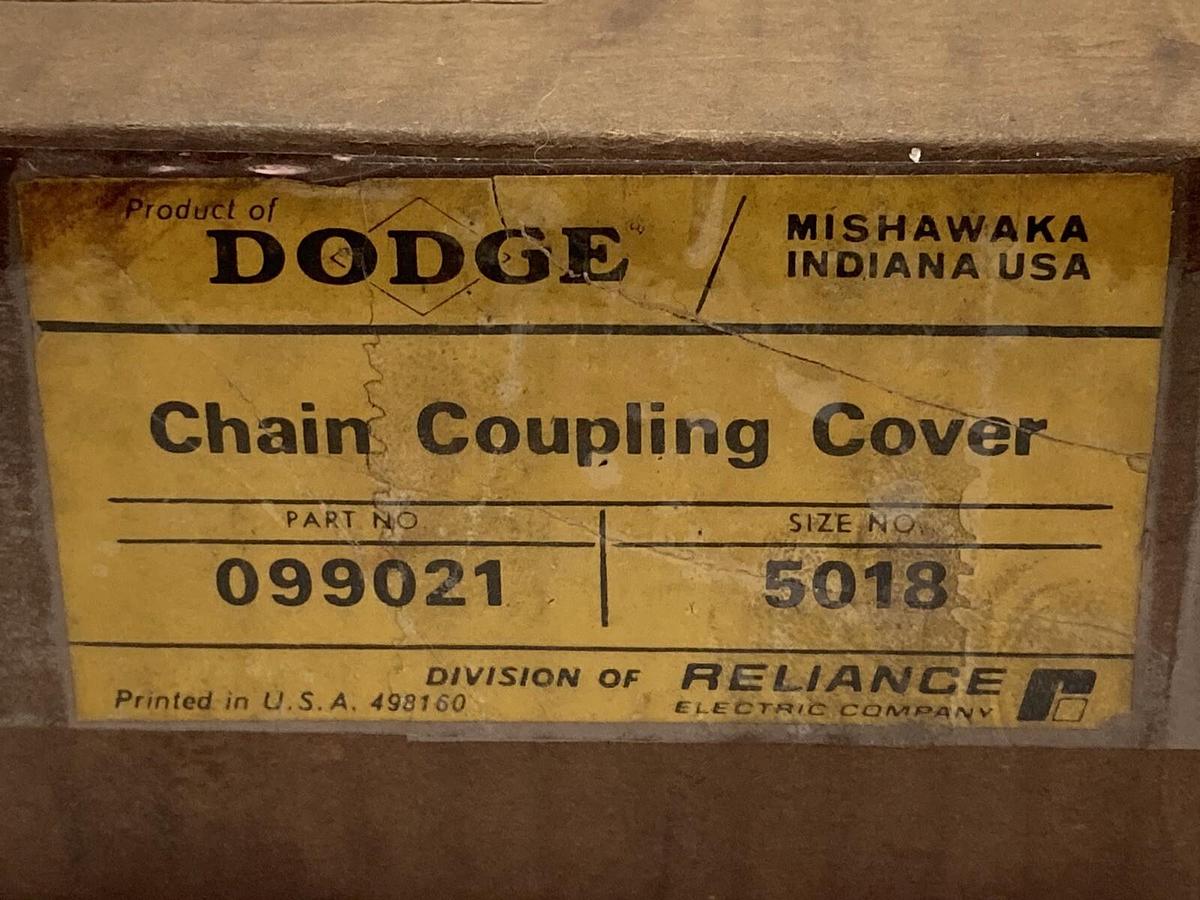 Product of
DODGE®
MISHAWAKA
INDIANA USA
Chain Coupling Cover
PART NO
SIZE NO.
099021
5018
DIVISION OF RELIANCE
ELECTRIC COMPANY
Printed in U.S.A. 498160